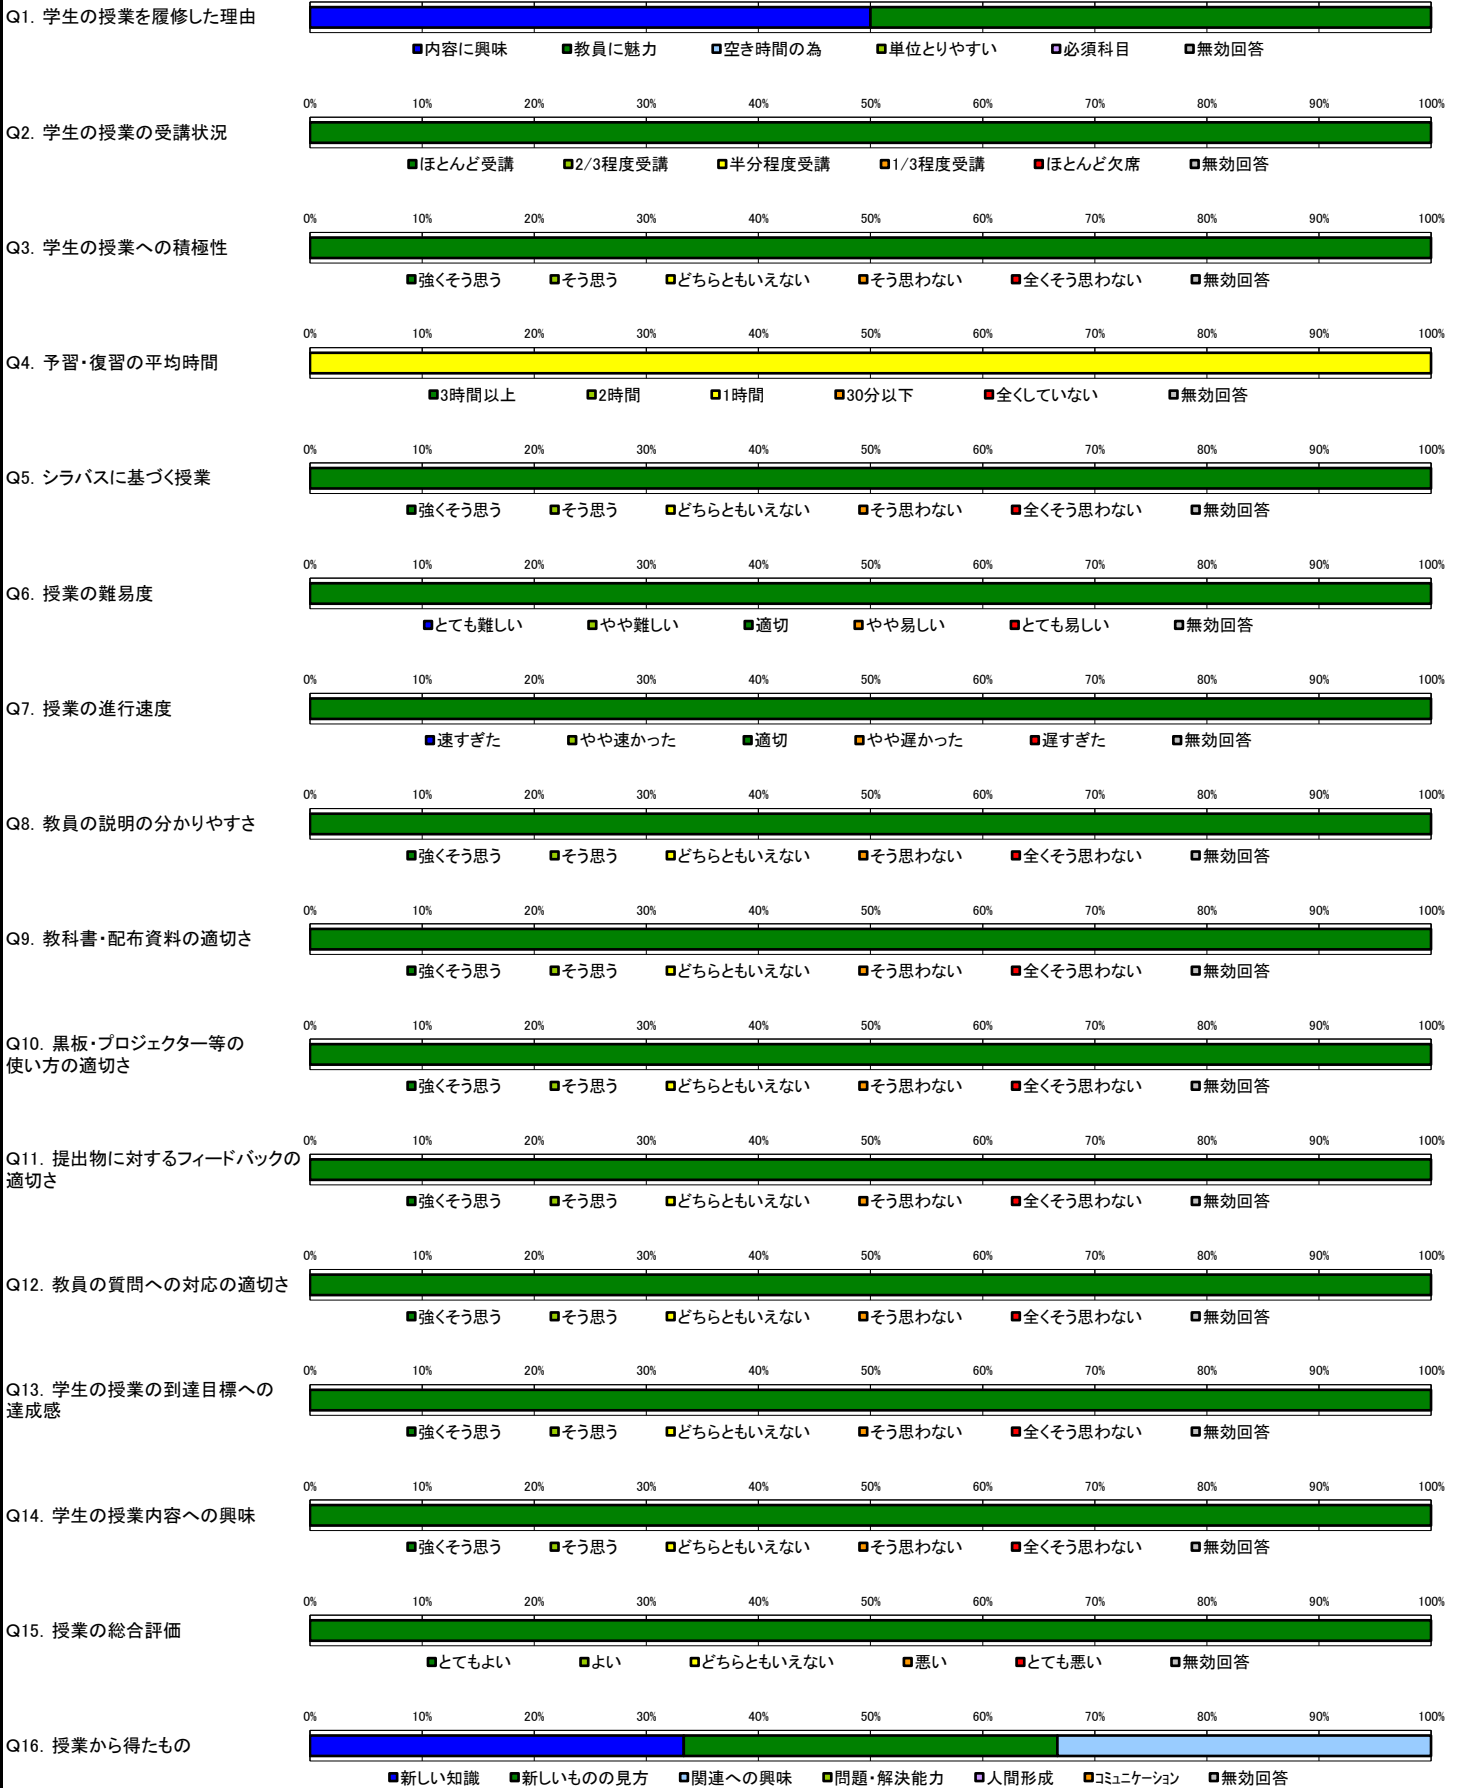 Q1. 学生の授業を履修した理由
内容に興味 教員に魅力 空き時間の為 単位とりやすい 必須科目 無効回答
0% 10% 20% 30% 40% 50% 60% 70% 80% 90% 100%
Q2. 学生の授業の受講状況
ほとんど受講 2/3程度受講 半分程度受講 1/3程度受講 ほとんど欠席 無効回答
0% 10% 20% 30% 40% 50% 60% 70% 80% 90% 100%
Q3. 学生の授業への積極性
強くそう思う そう思う どちらともいえない そう思わない 全くそう思わない 無効回答
0% 10% 20% 30% 40% 50% 60% 70% 80% 90% 100%
Q4. 予習・復習の平均時間
3時間以上 2時間 1時間 30分以下 全くしていない 無効回答
0% 10% 20% 30% 40% 50% 60% 70% 80% 90% 100%
Q5. シラバスに基づく授業
強くそう思う そう思う どちらともいえない そう思わない 全くそう思わない 無効回答
0% 10% 20% 30% 40% 50% 60% 70% 80% 90% 100%
Q6. 授業の難易度
とても難しい やや難しい 適切 やや易しい とても易しい 無効回答
0% 10% 20% 30% 40% 50% 60% 70% 80% 90% 100%
Q7. 授業の進行速度
速すぎた やや速かった 適切 やや遅かった 遅すぎた 無効回答
0% 10% 20% 30% 40% 50% 60% 70% 80% 90% 100%
Q8. 教員の説明の分かりやすさ
強くそう思う そう思う どちらともいえない そう思わない 全くそう思わない 無効回答
0% 10% 20% 30% 40% 50% 60% 70% 80% 90% 100%
Q9. 教科書・配布資料の適切さ
強くそう思う そう思う どちらともいえない そう思わない 全くそう思わない 無効回答
0% 10% 20% 30% 40% 50% 60% 70% 80% 90% 100%
Q10. 黒板・プロジェクター等の
使い方の適切さ
強くそう思う そう思う どちらともいえない そう思わない 全くそう思わない 無効回答
0% 10% 20% 30% 40% 50% 60% 70% 80% 90% 100%
Q11. 提出物に対するフィードバックの
適切さ
強くそう思う そう思う どちらともいえない そう思わない 全くそう思わない 無効回答
0% 10% 20% 30% 40% 50% 60% 70% 80% 90% 100%
Q12. 教員の質問への対応の適切さ
強くそう思う そう思う どちらともいえない そう思わない 全くそう思わない 無効回答
0% 10% 20% 30% 40% 50% 60% 70% 80% 90% 100%
Q13. 学生の授業の到達目標への
達成感
強くそう思う そう思う どちらともいえない そう思わない 全くそう思わない 無効回答
0% 10% 20% 30% 40% 50% 60% 70% 80% 90% 100%
Q14. 学生の授業内容への興味
強くそう思う そう思う どちらともいえない そう思わない 全くそう思わない 無効回答
0% 10% 20% 30% 40% 50% 60% 70% 80% 90% 100%
Q15. 授業の総合評価
とてもよい よい どちらともいえない 悪い とても悪い 無効回答
0% 10% 20% 30% 40% 50% 60% 70% 80% 90% 100%
Q16. 授業から得たもの
新しい知識 新しいものの見方 関連への興味 問題・解決能力 人間形成 コミュニケーション 無効回答